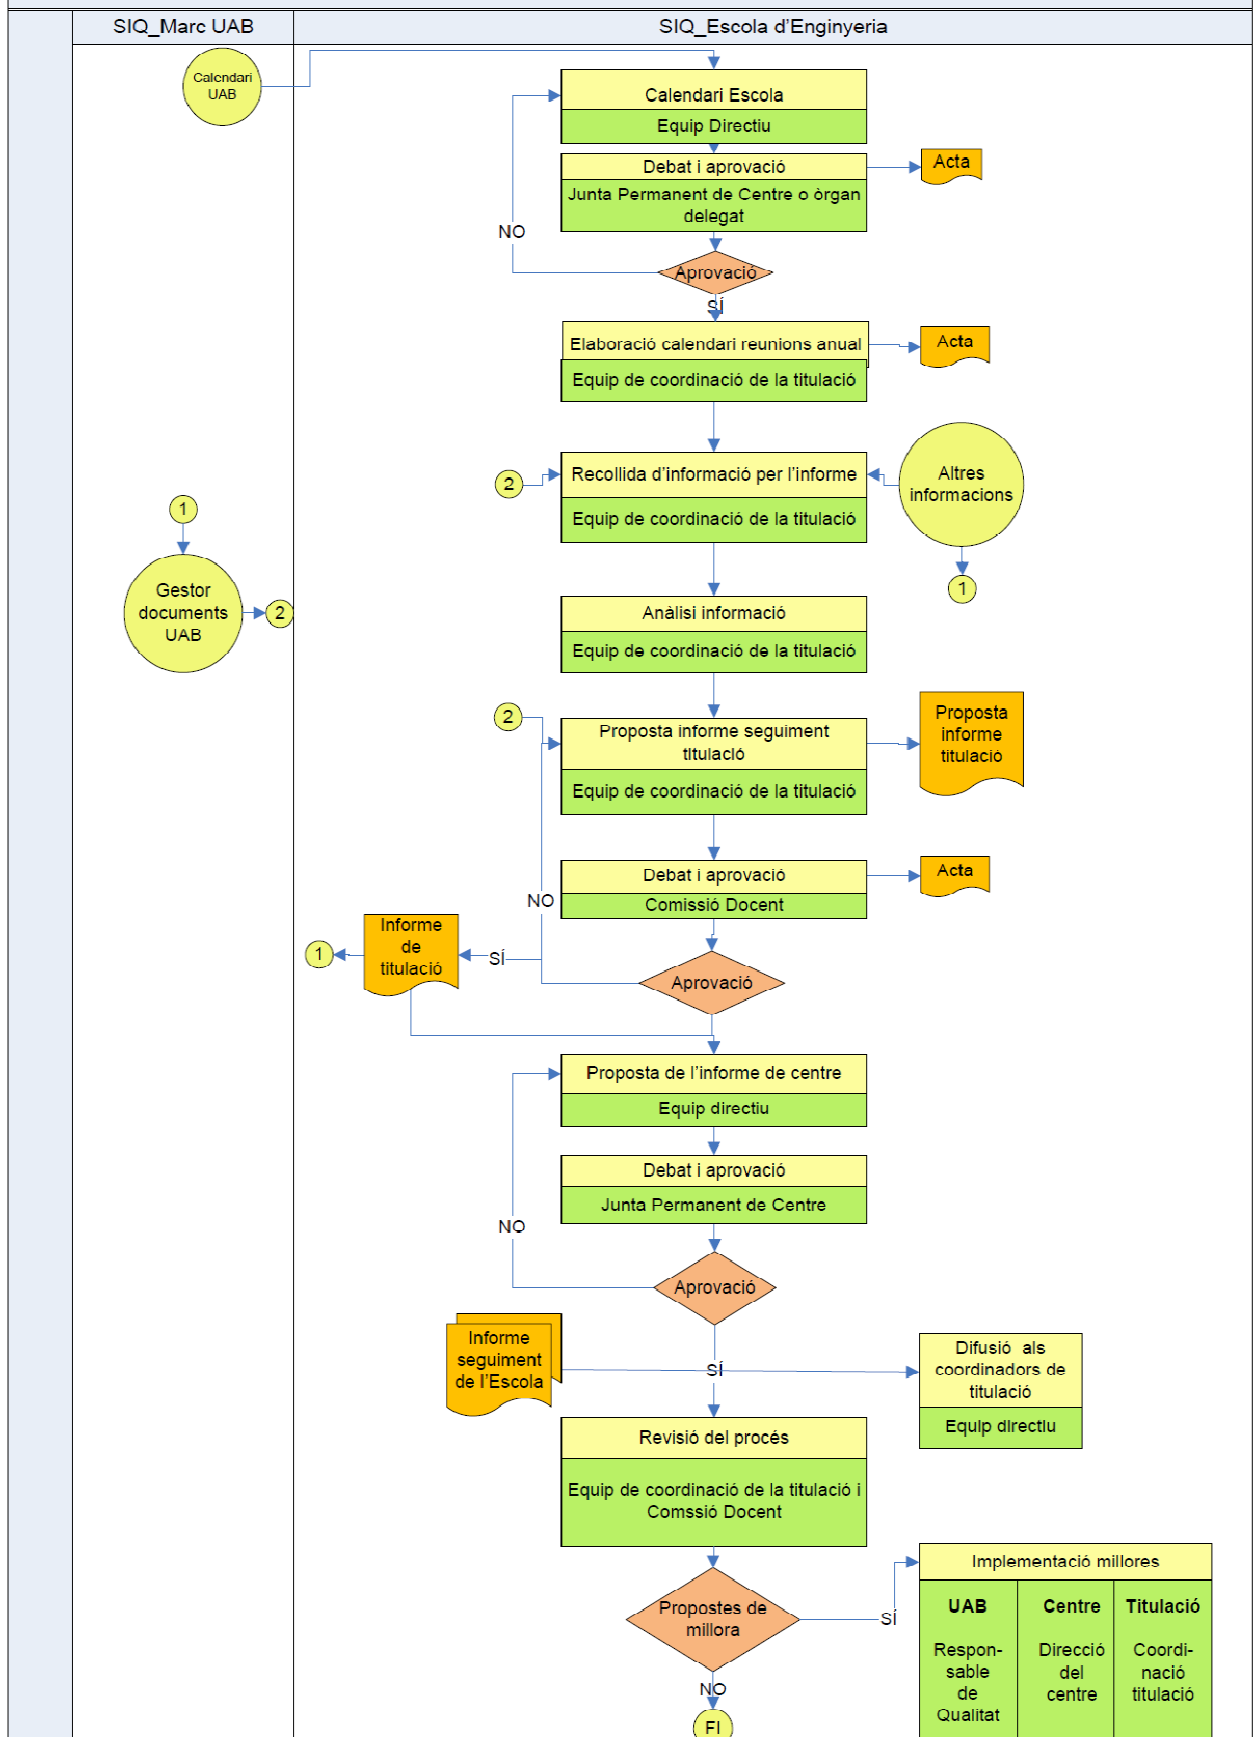 SIQ_Marc UAB
SIQ_Escola d'Enginyeria
Calendari
UAB
Calendari Escola
Equip Directiu
Debat i aprovació
Acta
Junta Permanent de Centre o òrgan
delegat
NO
Aprovació
SÍ
Elaboració calendari reunions anual
Acta
Equip de coordinació de la titulació
2
Recollida d'informació per l'informe
Altres
informacions
Equip de coordinació de la titulació
1
1
Gestor
documents
UAB
2
Anàlisi informació
Equip de coordinació de la titulació
2
Proposta informe seguiment
titulació
Proposta
informe
titulació
Equip de coordinació de la titulació
Debat i aprovació
Acta
NO
Comissió Docent
Informe
de
titulació
1
SÍ
Aprovació
Proposta de l'informe de centre
Equip directiu
Debat i aprovació
Junta Permanent de Centre
NO
Aprovació
Informe
seguiment
de l'Escola
SÍ
Difusió als
coordinadors de
titulació
Equip directiu
Revisió del procés
Equip de coordinació de la titulació i
Comssió Docent
Propostes de
millora
SÍ
Implementació millores
UAB
Centre
Titulació
Respon-
sable
de
Qualitat
Direcció
del
centre
Coordi-
nació
titulació
NO
FI